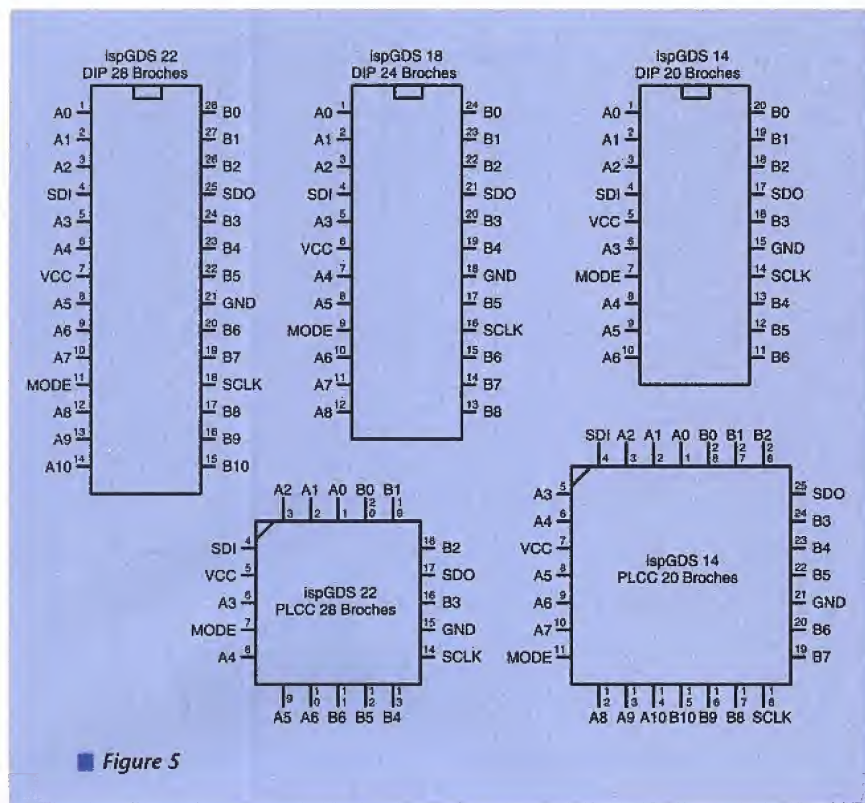 ispGDS 22
DIP 28 Broches
A0 1 28 B0
A1 2 27 B1
A2 3 26 B2
SDI 4 25 SDO
A3 5 24 B3
A4 6 23 B4
VCC 7 22 B5
A5 8 21 GND
A6 9 20 B6
A7 10 19 B7
MODE 11 18 SCLK
A8 12 17 B8
A9 13 16 B9
A10 14 15 B10
ispGDS 18
DIP 24 Broches
A0 1 24 B0
A1 2 23 B1
A2 3 22 B2
SDI 4 21 SDO
A3 5 20 B3
VCC 6 19 B4
A4 7 18 GND
A5 8 17 B5
MODE 9 16 SCLK
A6 10 15 B6
A7 11 14 B7
A8 12 13 B8
ispGDS 14
DIP 20 Broches
A0 1 20 B0
A1 2 19 B1
A2 3 18 B2
SDI 4 17 SDO
VCC 5 16 B3
A3 6 15 GND
MODE 7 14 SCLK
A4 8 13 B4
A5 9 12 B5
A6 10 11 B6
A2 A1 A0 B0 B1
3 2 1 20 19
SDI 4 18 B2
VCC 5 17 SDO
A3 6 16 B3
MODE 7 15 GND
A4 8 14 SCLK
ispGDS 22
PLCC 28 Broches
9 10 11 12 13
A5 A6 B6 B5 B4
SDI A2 A1 A0 B0 B1 B2
4 3 2 1 28 27 26
A3 5 25 SDO
A4 6 24 B3
VCC 7 23 B4
A5 8 22 B5
A6 9 21 GND
A7 10 20 B6
MODE 11 19 B7
ispGDS 14
PLCC 20 Broches
12 13 14 15 16 17 18
A8 A9 A10 B10 B9 B8 SCLK
Figure 5